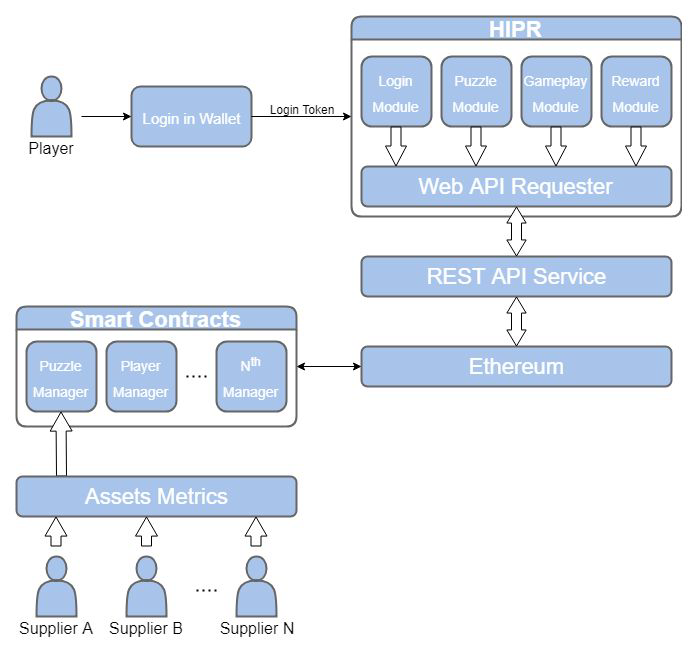 HIPR
Login
Module
Puzzle
Module
Gameplay
Module
Reward
Module
Player
Login in Wallet
Login Token
Web API Requester
REST API Service
Ethereum
Smart Contracts
Puzzle
Manager
Player
Manager
....
Nth
Manager
Assets Metrics
....
Supplier A
Supplier B
Supplier N